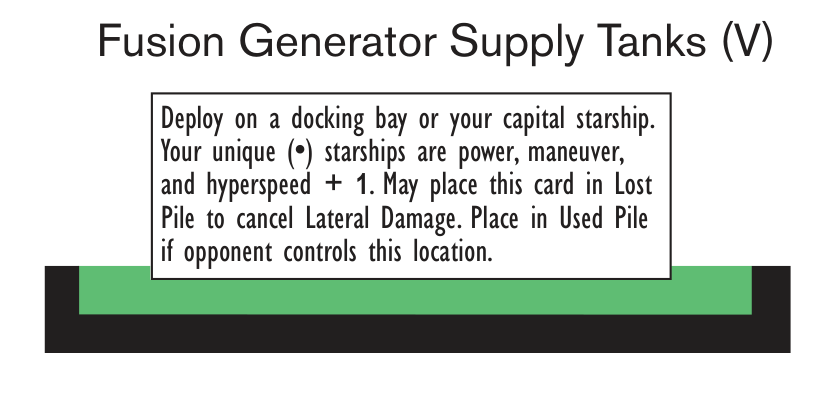 Fusion Generator Supply Tanks (V)
Deploy on a docking bay or your capital starship.
Your unique (•) starships are power, maneuver,
and hyperspeed + 1. May place this card in Lost
Pile to cancel Lateral Damage. Place in Used Pile
if opponent controls this location.